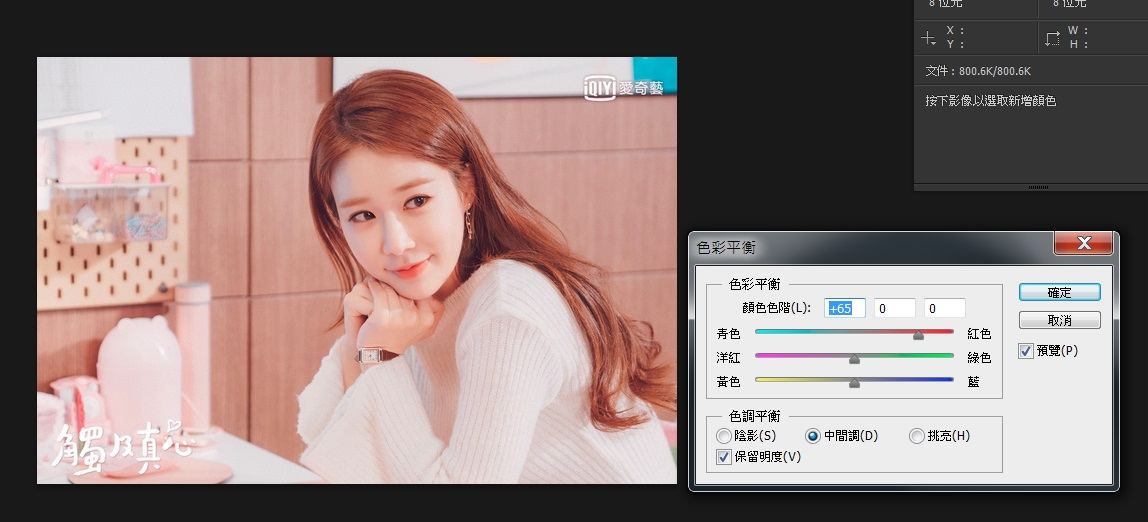 8 位元
8 位元
X :
Y :
W :
H :
文件 : 800.6K/800.6K
按下影像以選取新增顏色
iQIYI 愛奇藝
觸及真心
色彩平衡
色彩平衡
顏色色階(L):
+65
0
0
青色
紅色
洋紅
綠色
黃色
藍
色調平衡
陰影(S)
中間調(D)
挑亮(H)
保留明度(V)
確定
取消
預覽(P)